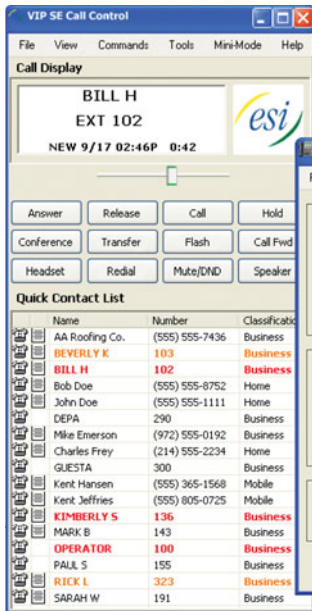 VIP SE Call Control
File View Commands Tools Mini-Mode Help
Call Display
BILL H
EXT 102
NEW 9/17 02:46P 0:42
esi
Answer Release Call Hold
Conference Transfer Flash Call Fwd
Headset Redial Mute/DND Speaker
Quick Contact List
Name Number Classificatio
AA Roofing Co. (555) 555-7436 Business
BEVERLY K 103 Business
BILL H 102 Business
Bob Doe (555) 555-8752 Home
John Doe (555) 555-1111 Home
DEPA 290 Business
Mike Emerson (972) 555-0192 Business
Charles Frey (214) 555-2234 Home
GUESTA 300 Business
Kent Hansen (555) 365-1568 Mobile
Kent Jeffries (555) 805-0725 Mobile
KIMBERLY S 136 Business
MARK B 143 Business
OPERATOR 100 Business
PAUL S 155 Business
RICK L 323 Business
SARAH W 191 Business